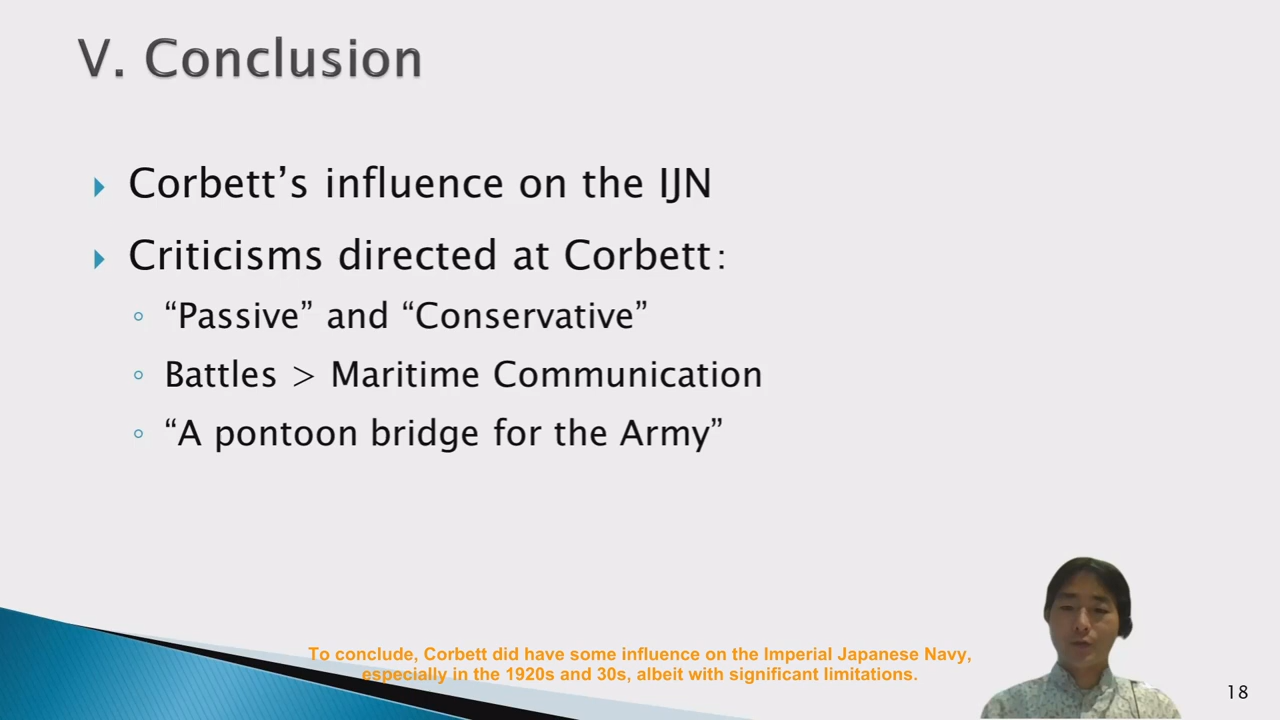 V. Conclusion
Corbett’s influence on the IJN
Criticisms directed at Corbett:
“Passive” and “Conservative”
Battles > Maritime Communication
“A pontoon bridge for the Army”
To conclude, Corbett did have some influence on the Imperial Japanese Navy,
especially in the 1920s and 30s, albeit with significant limitations.
18